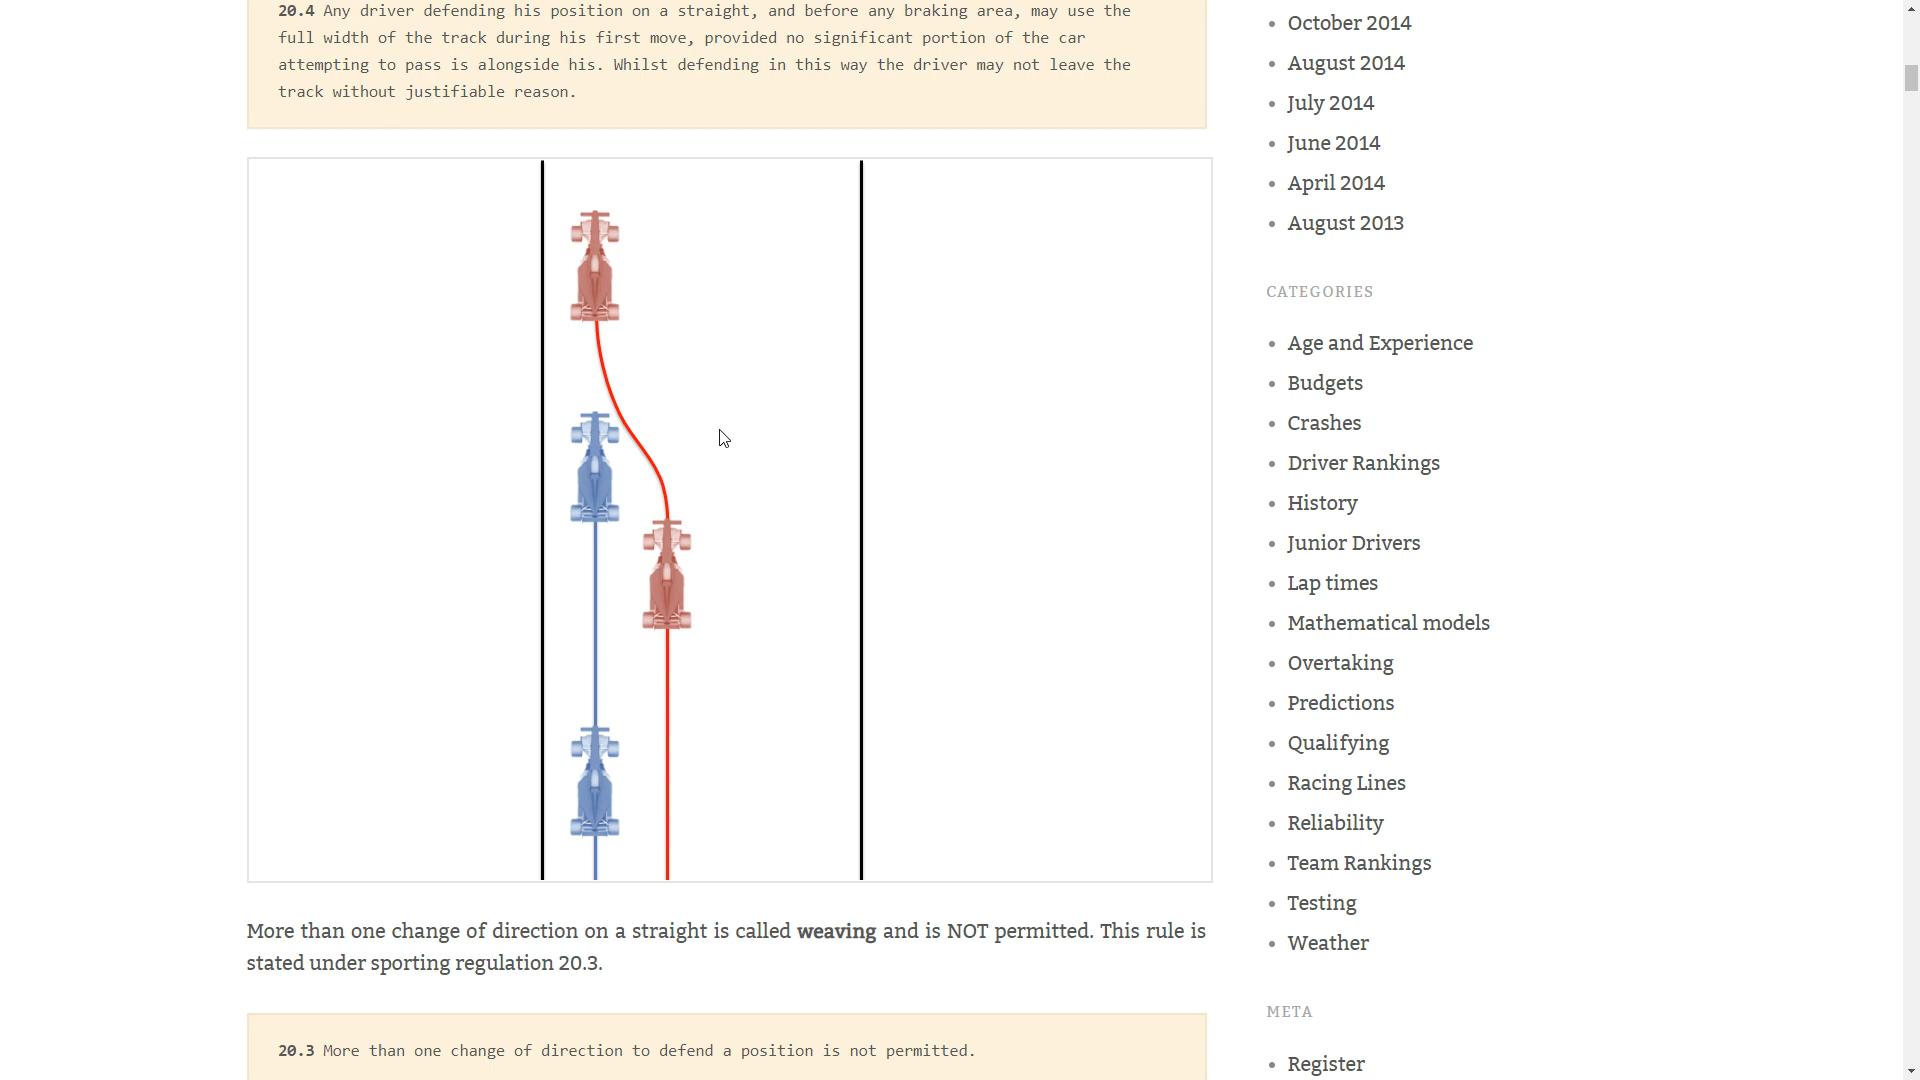 20.4 Any driver defending his position on a straight, and before any braking area, may use the
full width of the track during his first move, provided no significant portion of the car
attempting to pass is alongside his. Whilst defending in this way the driver may not leave the
track without justifiable reason.
More than one change of direction on a straight is called weaving and is NOT permitted. This rule is
stated under sporting regulation 20.3.
20.3 More than one change of direction to defend a position is not permitted.
October 2014
August 2014
July 2014
June 2014
April 2014
August 2013
CATEGORIES
Age and Experience
Budgets
Crashes
Driver Rankings
History
Junior Drivers
Lap times
Mathematical models
Overtaking
Predictions
Qualifying
Racing Lines
Reliability
Team Rankings
Testing
Weather
META
Register